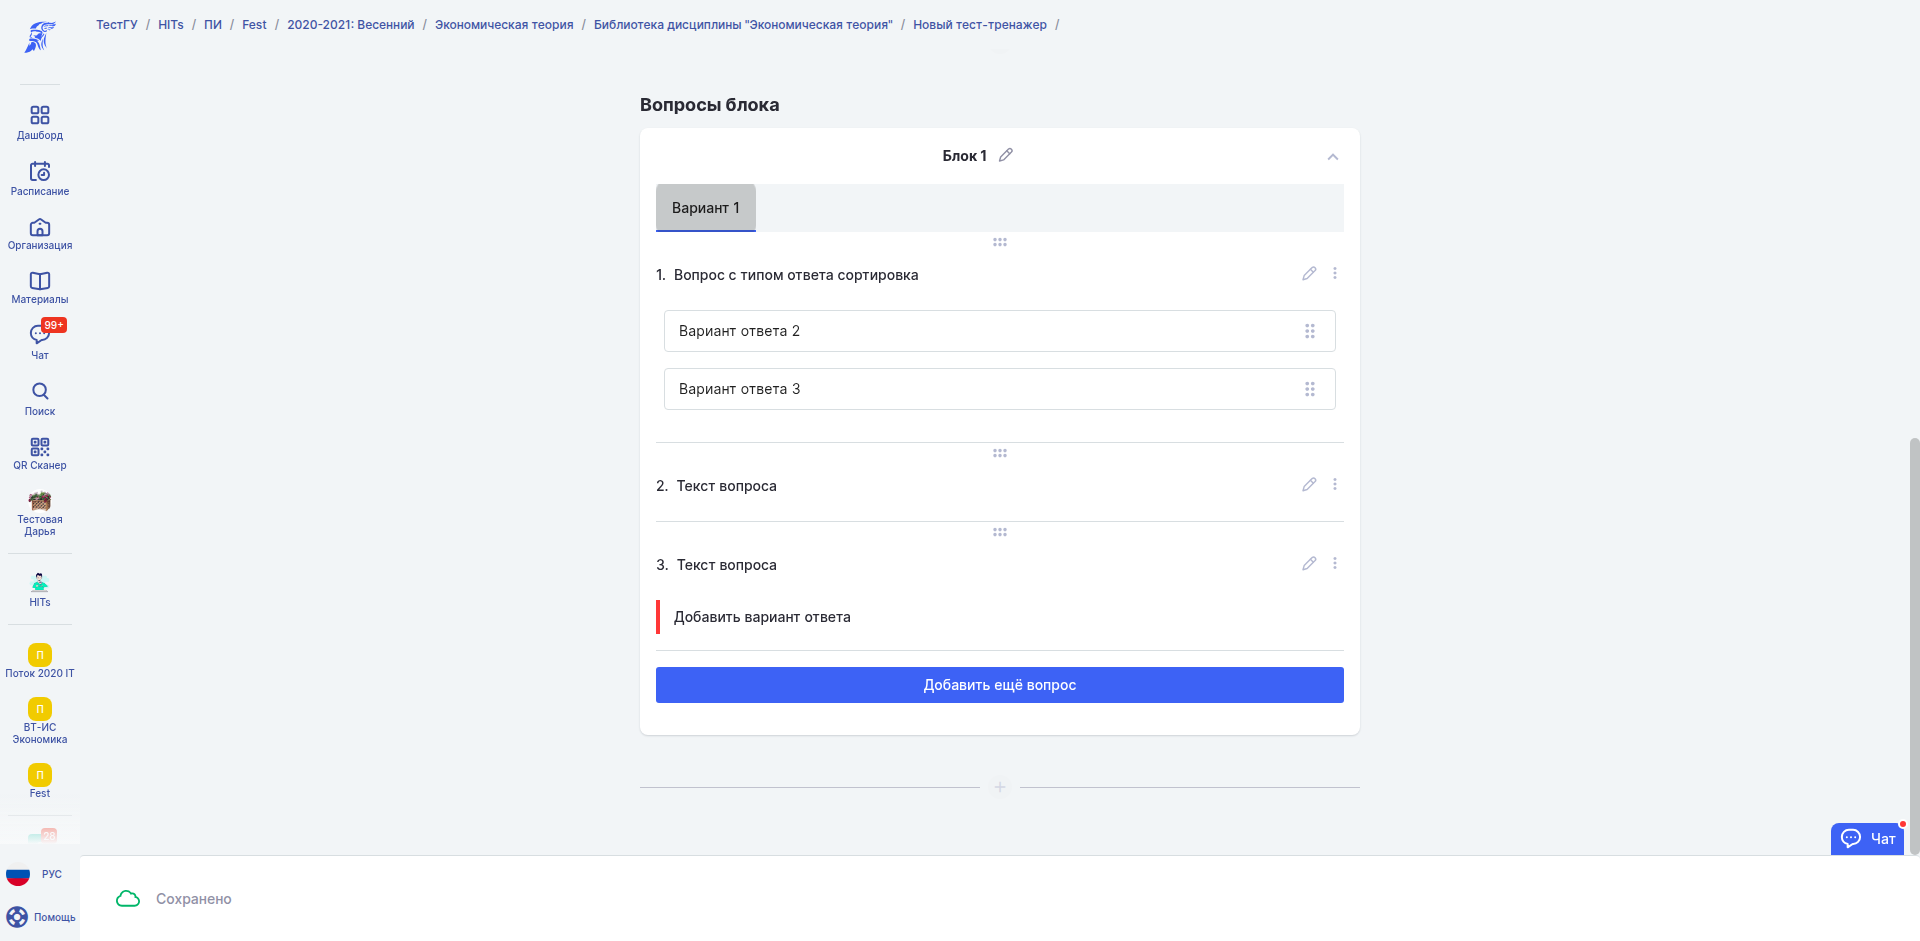 ТестГУ / HITs / ПИ / Fest / 2020-2021: Весенний / Экономическая теория / Библиотека дисциплины "Экономическая теория" / Новый тест-тренажер /
Дашборд
Расписание
Организация
Материалы
99+
Чат
Поиск
QR Сканер
Тестовая
Дарья
HITs
П
Поток 2020 IT
П
ВТ-ИС
Экономика
П
Fest
28
РУС
Помощь
Вопросы блока
Блок 1
Вариант 1
1. Вопрос с типом ответа сортировка
Вариант ответа 2
Вариант ответа 3
2. Текст вопроса
3. Текст вопроса
Добавить вариант ответа
Добавить ещё вопрос
Чат
Сохранено